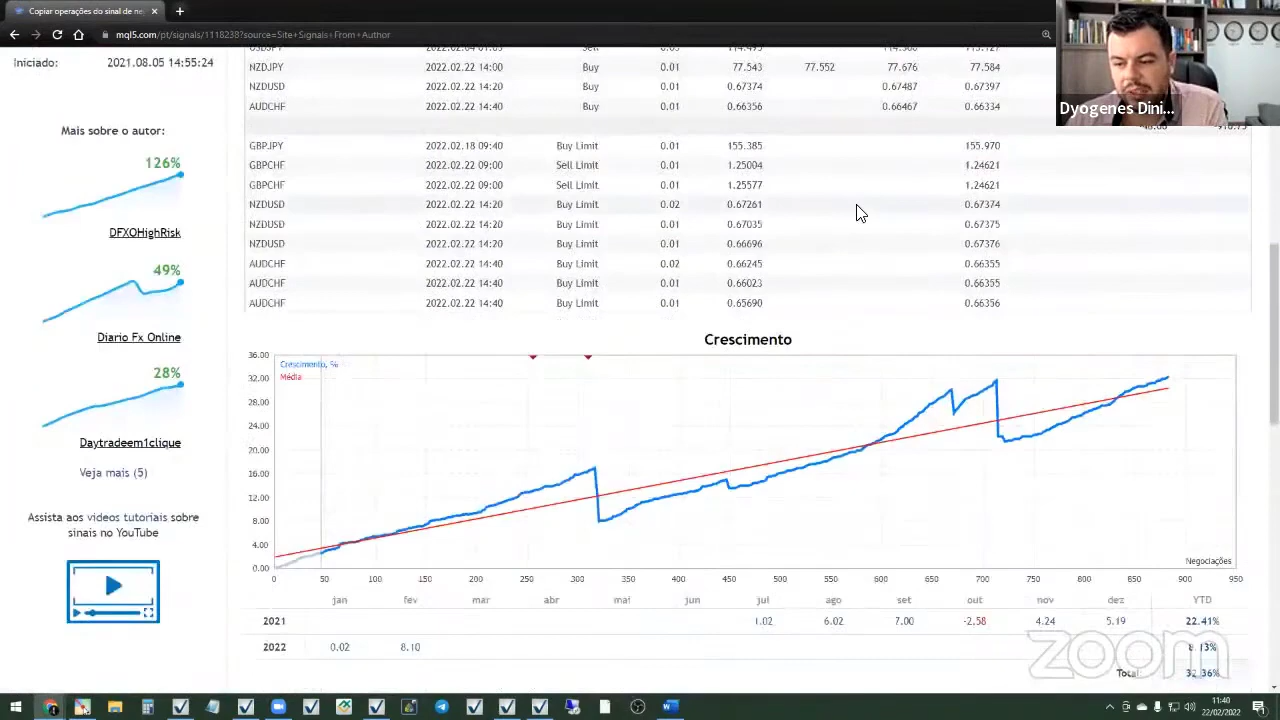 Copiar operações do sinal de ne
mql5.com/pt/signals/1118238?source=Site+Signals+From+Author
Dyogenes Dini...
Iniciado: 2021.08.05 14:55:24
Mais sobre o autor:
126%
DFXOHighRisk
49%
Diario Fx Online
28%
Daytradeem1clique
Veja mais (5)
Assista aos vídeos tutoriais sobre
sinais no YouTube
NZDJPY 2022.02.22 14:00 Buy 0.01 77.543 77.552 77.676 77.584
NZDUSD 2022.02.22 14:20 Buy 0.01 0.67374 0.67487 0.67397
AUDCHF 2022.02.22 14:40 Buy 0.01 0.66356 0.66467 0.66334
GBPJPY 2022.02.18 09:40 Buy Limit 0.01 155.385 155.970
GBPCHF 2022.02.22 09:00 Sell Limit 0.01 1.25004 1.24621
GBPCHF 2022.02.22 09:00 Sell Limit 0.01 1.25577 1.24621
NZDUSD 2022.02.22 14:20 Buy Limit 0.02 0.67261 0.67374
NZDUSD 2022.02.22 14:20 Buy Limit 0.01 0.67035 0.67375
NZDUSD 2022.02.22 14:20 Buy Limit 0.01 0.66696 0.67376
AUDCHF 2022.02.22 14:40 Buy Limit 0.02 0.66245 0.66355
AUDCHF 2022.02.22 14:40 Buy Limit 0.01 0.66023 0.66355
AUDCHF 2022.02.22 14:40 Buy Limit 0.01 0.65690 0.66356
Crescimento
Crescimento, %
Média
36.00
32.00
28.00
24.00
20.00
16.00
12.00
8.00
4.00
0.00
Negociações
0 50 100 150 200 250 300 350 400 450 500 550 600 650 700 750 800 850 900 950
jan fev mar abr mai jun jul ago set out nov dez YTD
2021 1.02 6.02 7.00 -2.58 4.24 5.19 22.41%
2022 0.02 8.10 8.13%
Total: 32.36%
zoom
11:40
22/02/2022